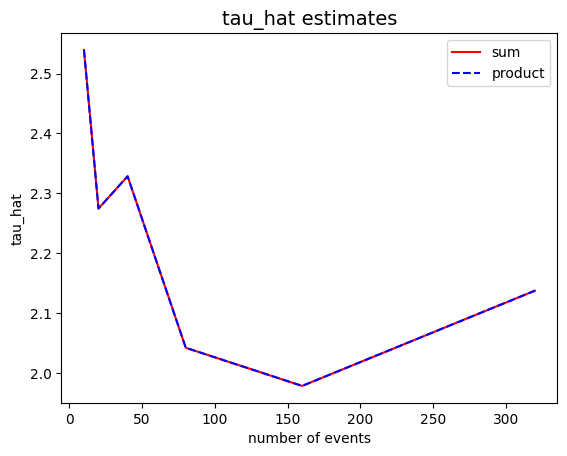 tau_hat estimates
sum
product
2.5
2.4
2.3
2.2
2.1
2.0
tau_hat
0
50
100
150
200
250
300
number of events